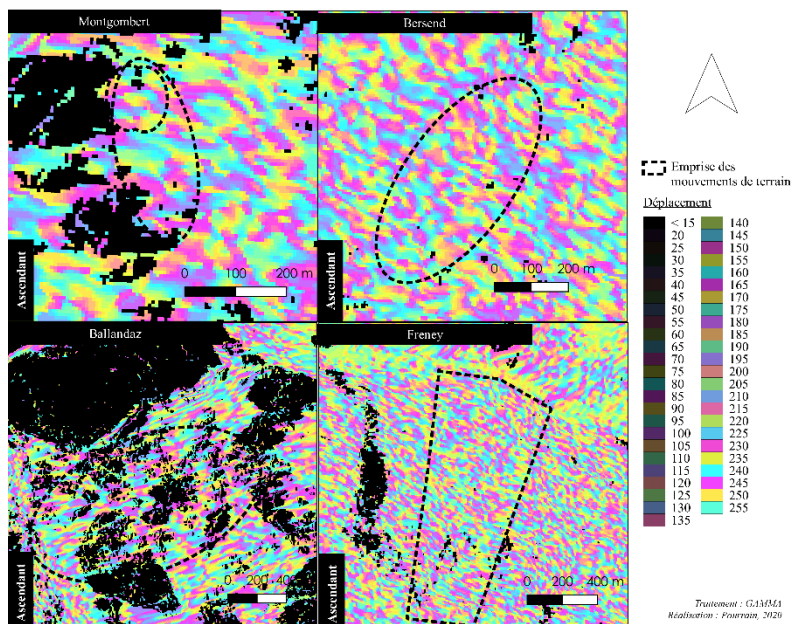 Montgombert
Bersend
Ascendant
0 100 200 m
Ascendant
0 100 200 m
Emprise des
mouvements de terrain
Déplacement
< 15 140
20 145
25 150
30 155
35 160
40 165
45 170
50 175
55 180
60 185
65 190
70 195
75 200
80 205
85 210
90 215
95 220
100 225
105 230
110 235
115 240
120 245
125 250
130 255
135
Ballandaz
Freney
Ascendant
0 200 400
Ascendant
0 200 400 m
Traitement : GAMMA
Réalisation : Pourrain, 2020